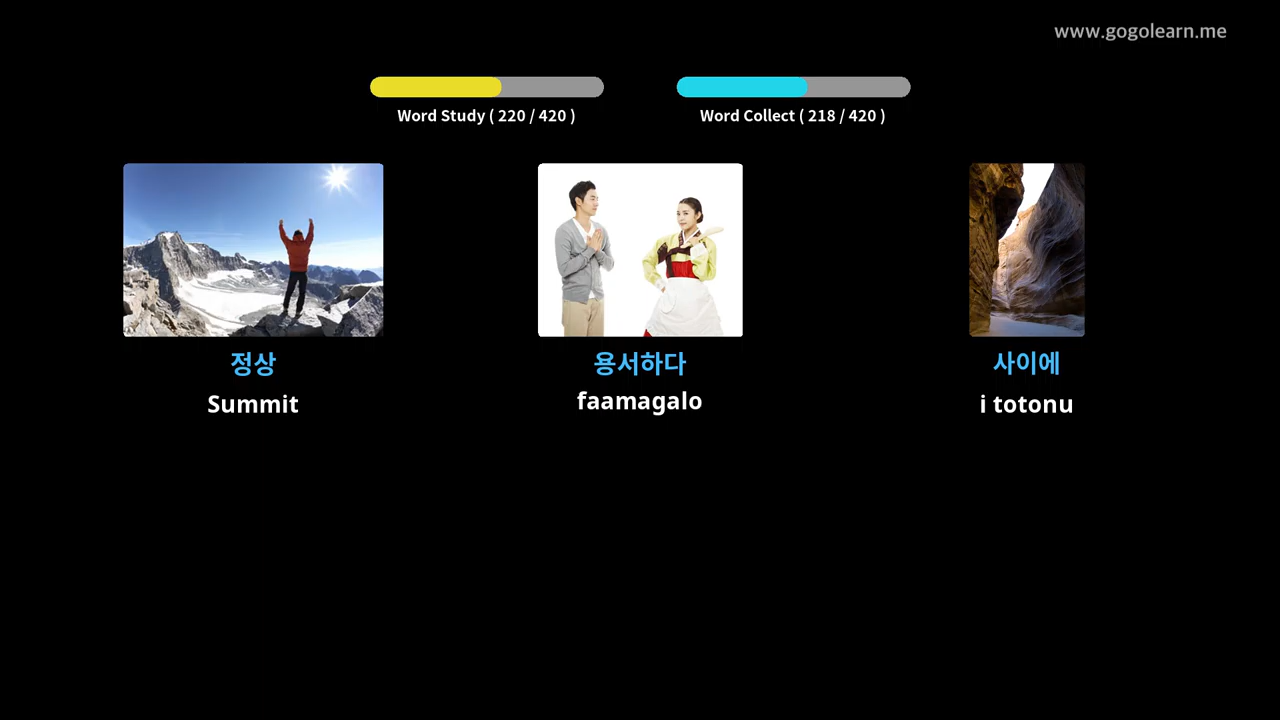 www.gogolearn.me
Word Study ( 220 / 420 )
Word Collect ( 218 / 420 )
정상
Summit
용서하다
faamagalo
사이에
i totonu